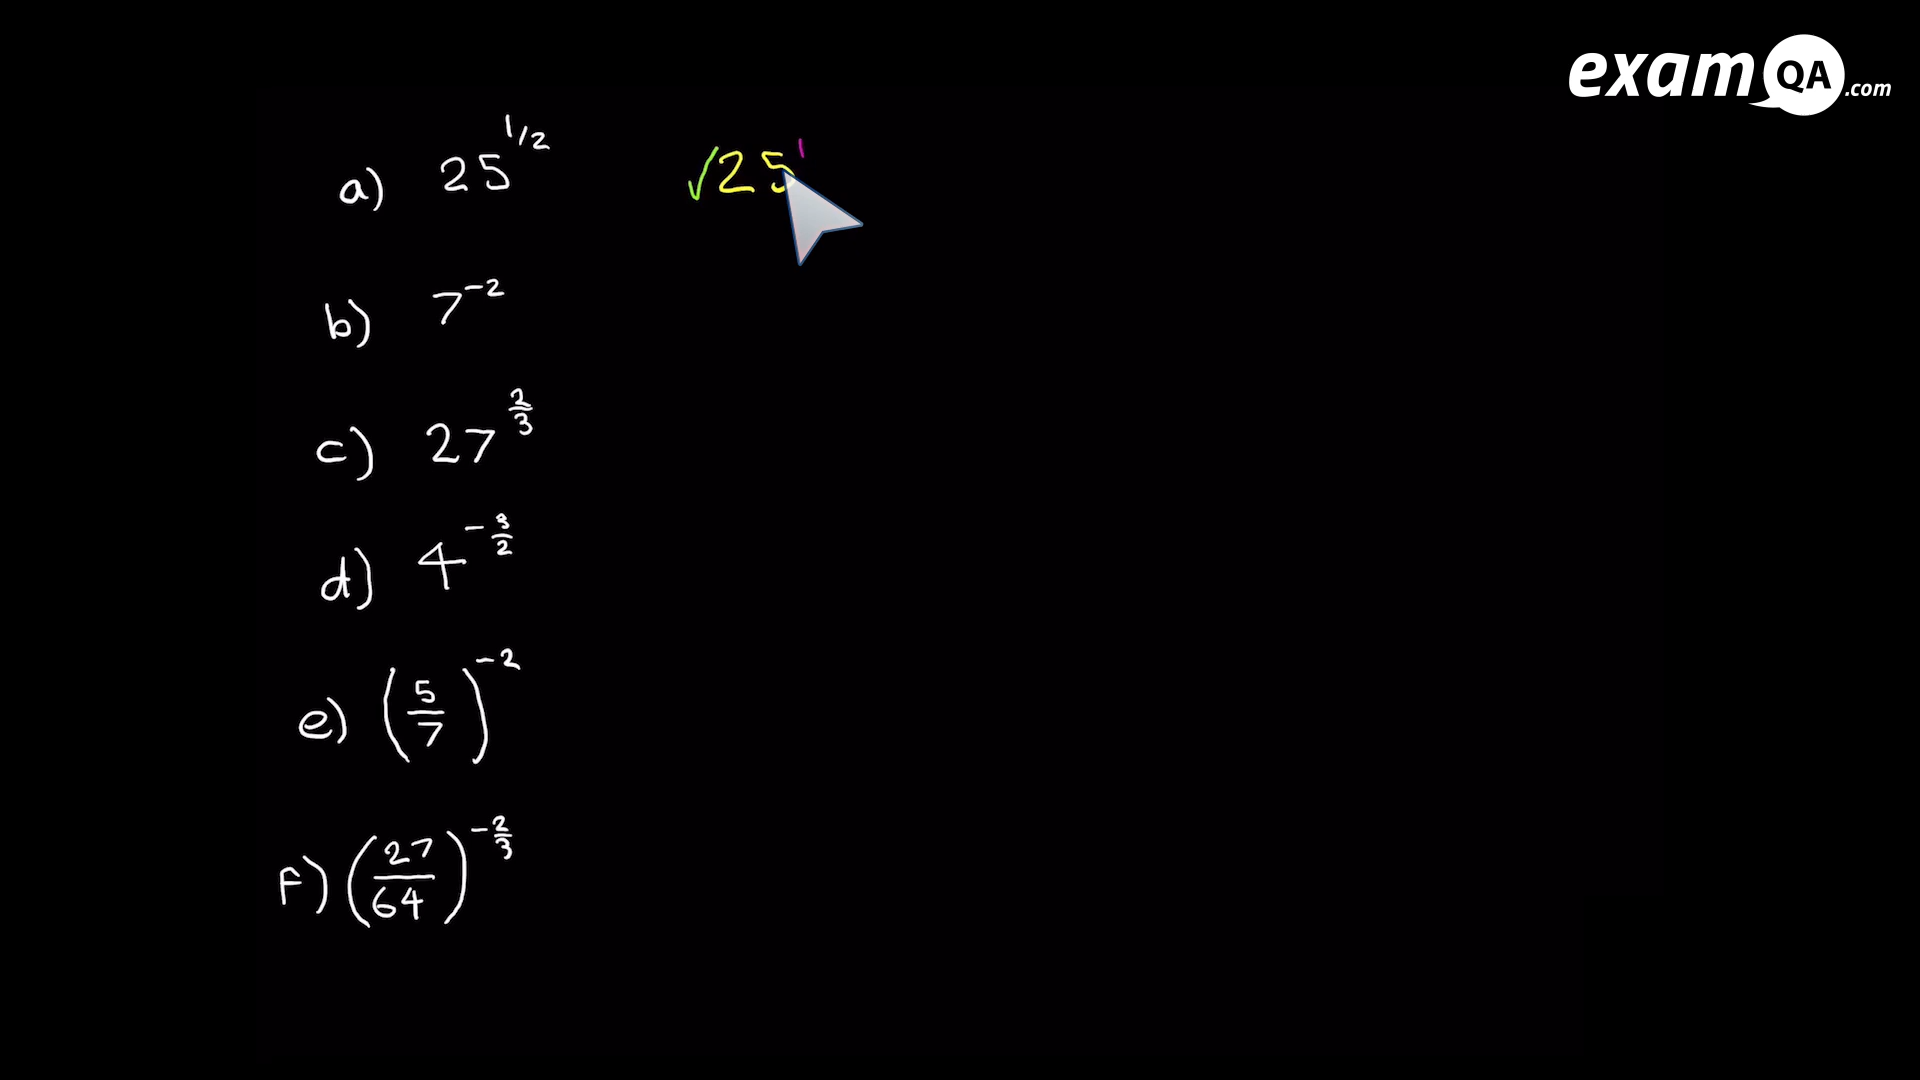 examQA.com
a) 25^1/2 √25^1
b) 7^-2
c) 27^2/3
d) 4^-3/2
e) (5/7)^-2
F) (27/64)^-2/3